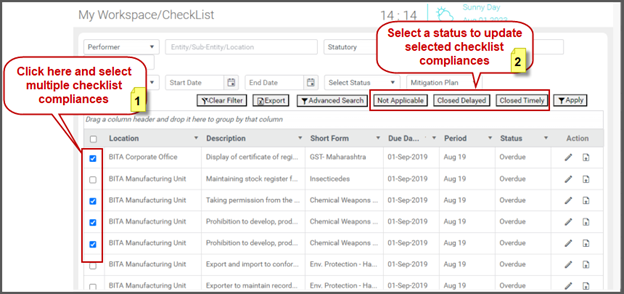 My Workspace/CheckList
14 : 14
Sunny Day
Performer
Entity/Sub-Entity/Location
Statutory
Select a status to update
selected checklist
compliances
2
Click here and select
multiple checklist
compliances
1
Start Date
End Date
Select Status
Mitigation Plan
Clear Filter
Export
Advanced Search
Not Applicable
Closed Delayed
Closed Timely
Apply
Drag a column header and drop it here to group by that column
Location Description Short Form Due Da... Period Status Action
BITA Corporate Office Display of certificate of regi... GST- Maharashtra 01-Sep-2019 Aug 19 Overdue
BITA Manufacturing Unit Maintaining stock register f... Insecticedes 01-Sep-2019 Aug 19 Overdue
BITA Manufacturing Unit Taking permission from the ... Chemical Weapons ... 01-Sep-2019 Aug 19 Overdue
BITA Manufacturing Unit Prohibition to develop, prod... Chemical Weapons ... 01-Sep-2019 Aug 19 Overdue
BITA Manufacturing Unit Prohibition to develop, prod... Chemical Weapons ... 01-Sep-2019 Aug 19 Overdue
BITA Manufacturing Unit Export and import to confor... Env. Protection - Ha... 01-Sep-2019 Aug 19 Overdue
BITA Manufacturing Unit Exporter to maintain record... Env. Protection - Ha... 01-Sep-2019 Aug 19 Overdue